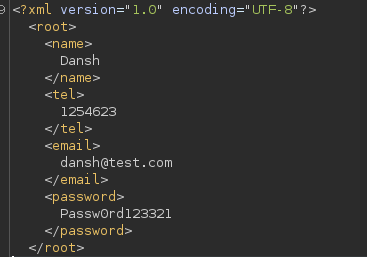 9 <?xml version="1.0" encoding="UTF-8"?>
<root>
<name>
Dansh
</name>
<tel>
1254623
</tel>
<email>
dansh@test.com
</email>
<password>
Passw0rd123321
</password>
</root>